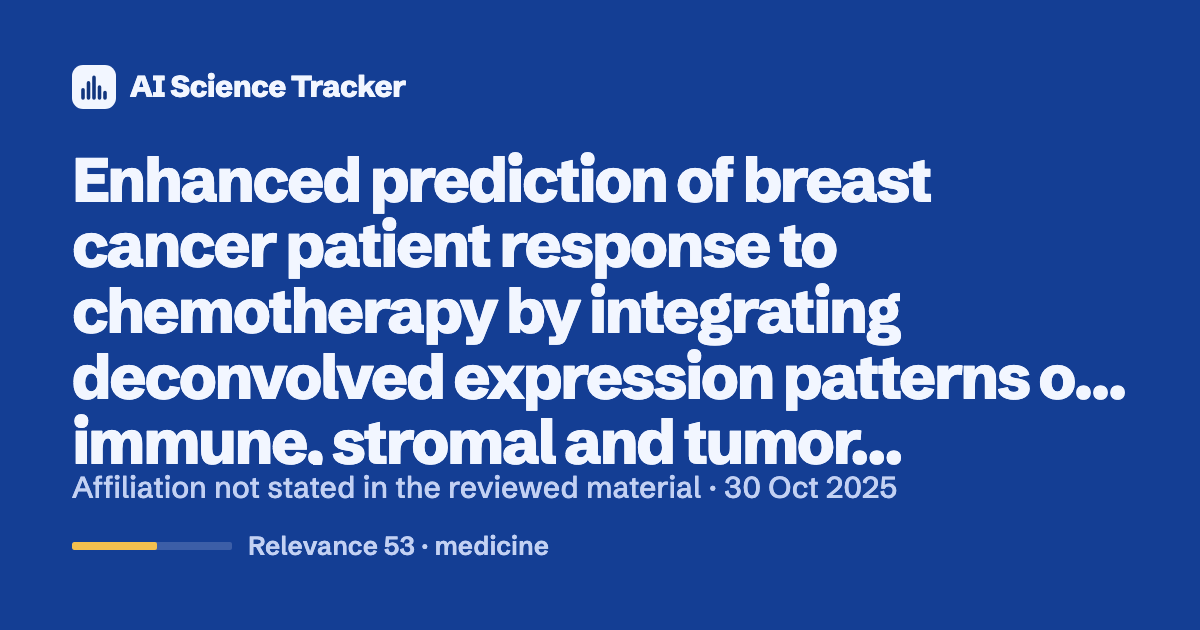 AI Science Tracker
Enhanced prediction of breast
cancer patient response to
chemotherapy by integrating
deconvolved expression patterns o...
immune, stromal and tumor...
Affiliation not stated in the reviewed material · 30 Oct 2025
Relevance 53 · medicine